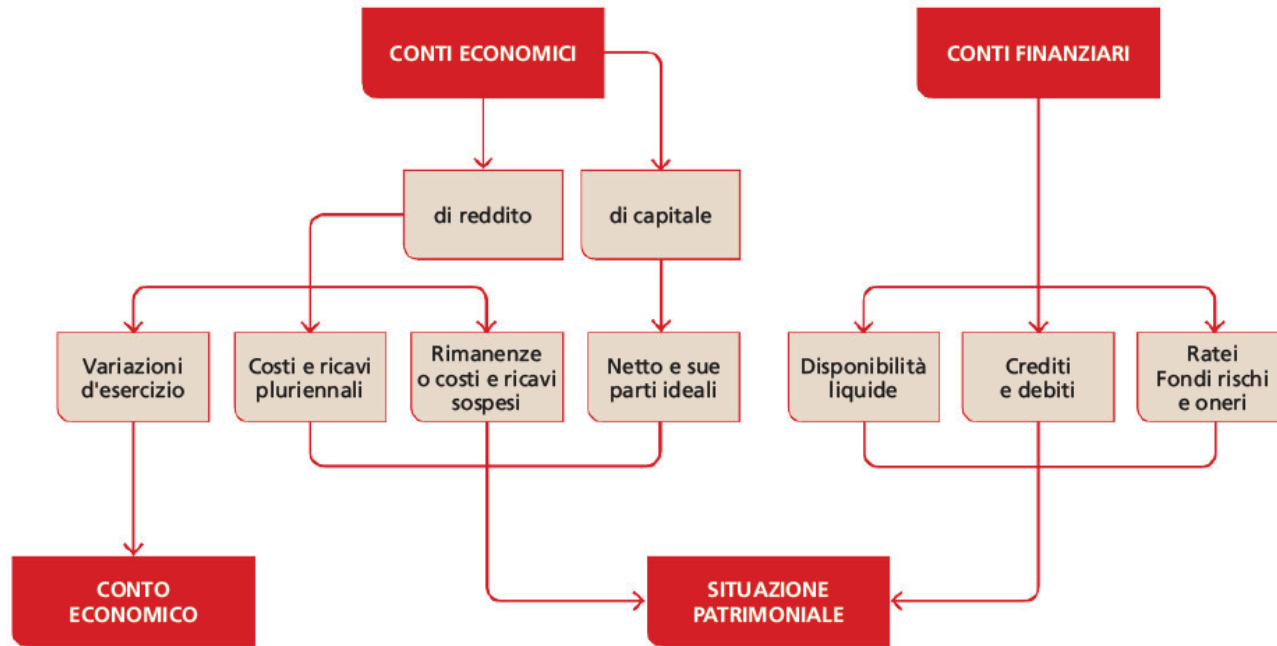 CONTI ECONOMICI
CONTI FINANZIARI
di reddito
di capitale
Variazioni
d'esercizio
Costi e ricavi
pluriennali
Rimanenze
o costi e ricavi
sospesi
Netto e sue
parti ideali
Disponibilità
liquide
Crediti
e debiti
Ratei
Fondi rischi
e oneri
CONTO
ECONOMICO
SITUAZIONE
PATRIMONIALE